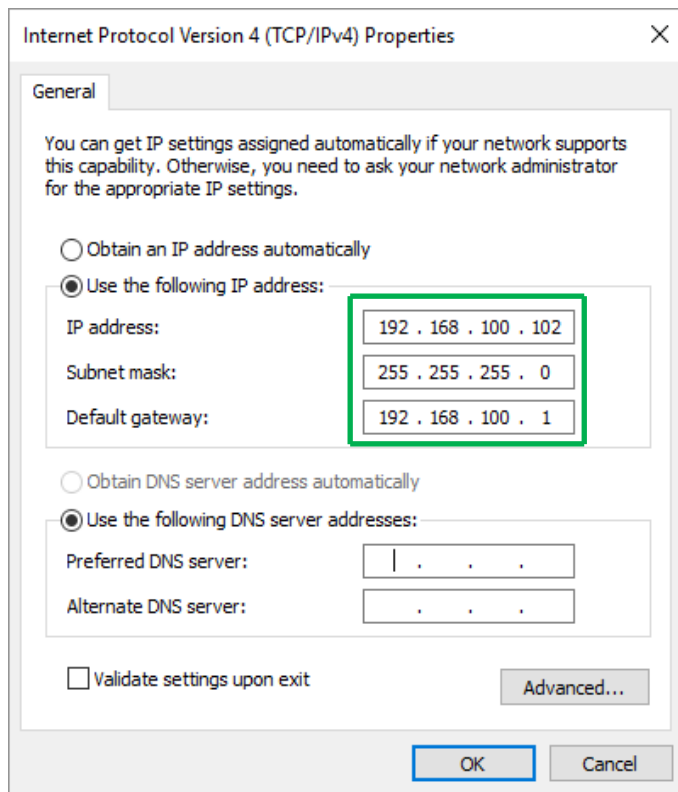 Internet Protocol Version 4 (TCP/IPv4) Properties
General
You can get IP settings assigned automatically if your network supports
this capability. Otherwise, you need to ask your network administrator
for the appropriate IP settings.
Obtain an IP address automatically
Use the following IP address:
IP address: 192 . 168 . 100 . 102
Subnet mask: 255 . 255 . 255 . 0
Default gateway: 192 . 168 . 100 . 1
Obtain DNS server address automatically
Use the following DNS server addresses:
Preferred DNS server: . . .
Alternate DNS server: . . .
Validate settings upon exit
Advanced...
OK Cancel